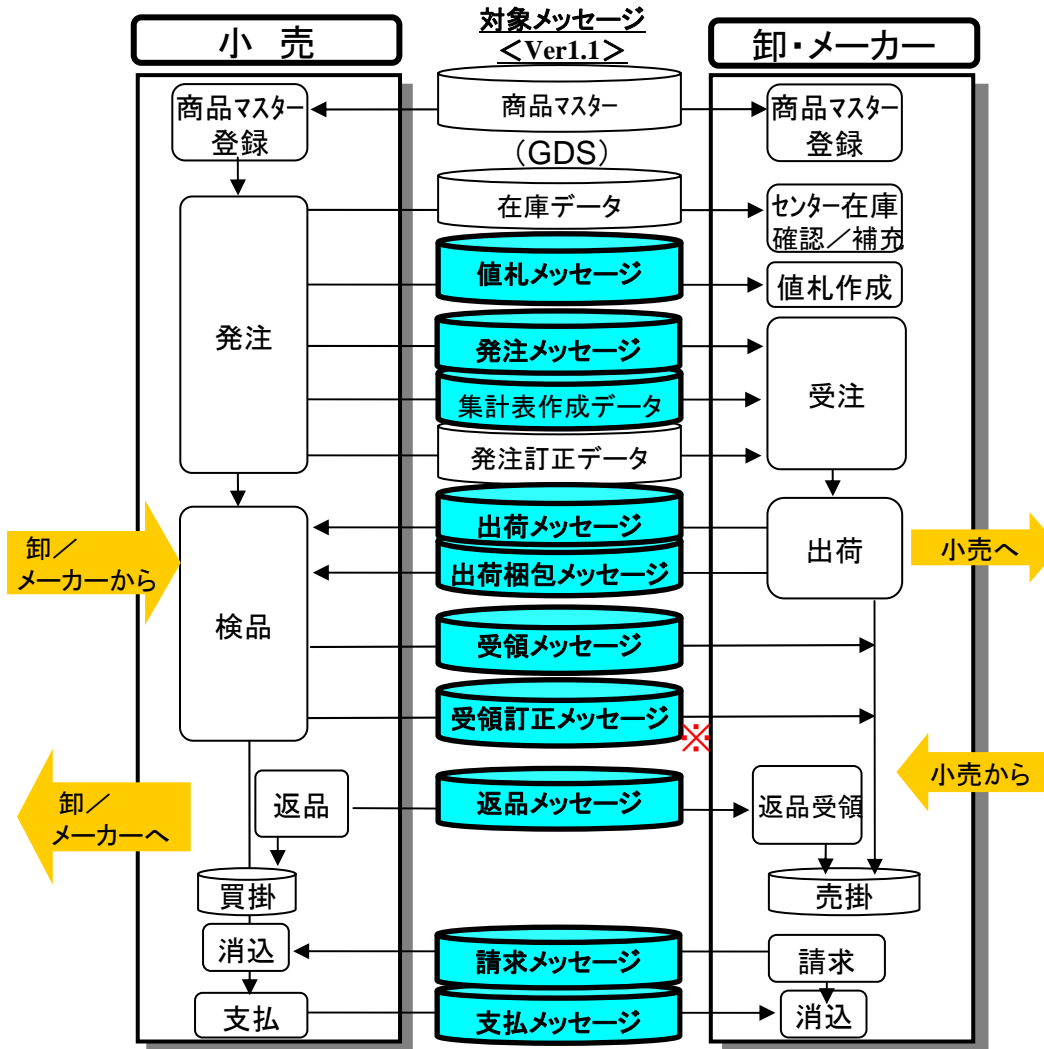 対象メッセージ
＜Ver1.1＞
小 売
卸・メーカー
商品マスター
登録
商品マスター
（GDS）
商品マスター
登録
在庫データ
センター在庫
確認／補充
値札メッセージ
値札作成
発注
発注メッセージ
集計表作成データ
発注訂正データ
受注
出荷メッセージ
出荷梱包メッセージ
出荷
卸／
メーカーから
小売へ
検品
受領メッセージ
受領訂正メッセージ
※
小売から
卸／
メーカーへ
返品
返品メッセージ
返品受領
買掛
売掛
消込
請求メッセージ
請求
支払
支払メッセージ
消込